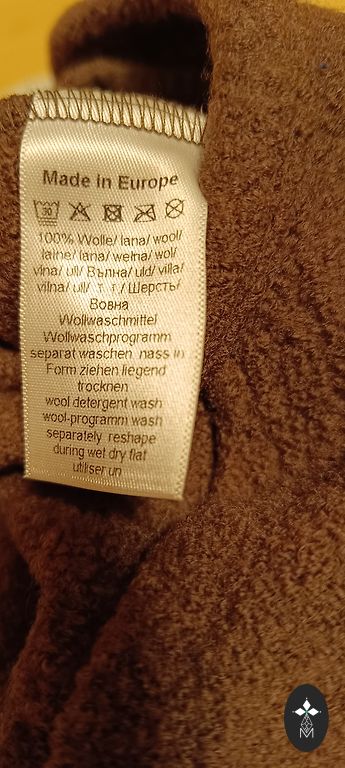 Made in Europe
30
100% Wolle/ lana/ wool/
laine/ lana/ wełna/ wol/
vlna/ ull/ Вълна/ uld/ villa/
vilna/ ull/ Шерсть/
Вовна
Wollwaschmittel
Wollwaschprogramm
separat waschen nass in
Form ziehen liegend
trocknen
wool detergent wash
wool-programm wash
separately reshape
during wet dry flat
utiliser un
M